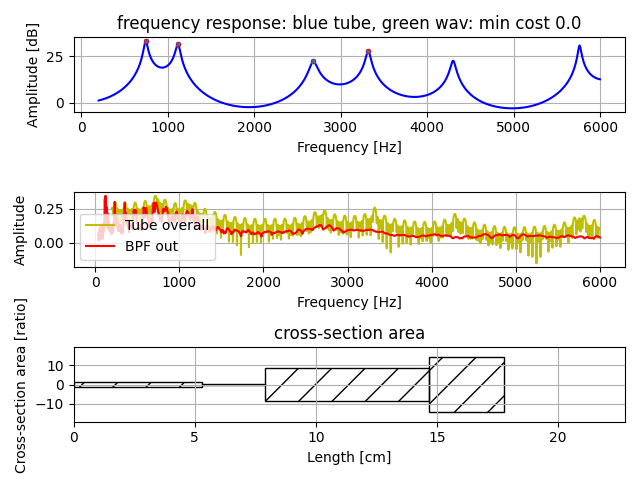 frequency response: blue tube, green wav: min cost 0.0
Amplitude [dB]
25
0
0 1000 2000 3000 4000 5000 6000
Frequency [Hz]
Amplitude
0.25
0.00
Tube overall
BPF out
0 1000 2000 3000 4000 5000 6000
Frequency [Hz]
cross-section area
Cross-section area [ratio]
10
0
−10
0 5 10 15 20
Length [cm]